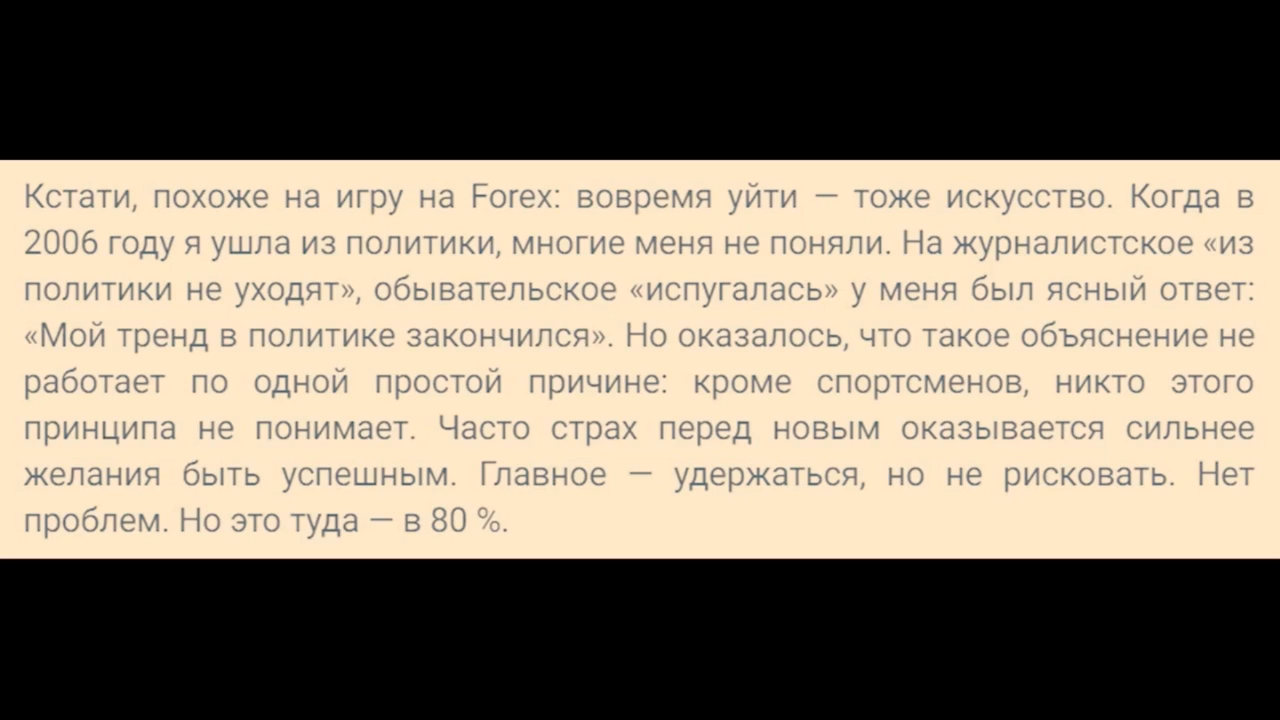 Кстати, похоже на игру на Forex: вовремя уйти — тоже искусство. Когда в
2006 году я ушла из политики, многие меня не поняли. На журналистское «из
политики не уходят», обывательское «испугалась» у меня был ясный ответ:
«Мой тренд в политике закончился». Но оказалось, что такое объяснение не
работает по одной простой причине: кроме спортсменов, никто этого
принципа не понимает. Часто страх перед новым оказывается сильнее
желания быть успешным. Главное — удержаться, но не рисковать. Нет
проблем. Но это туда — в 80 %.